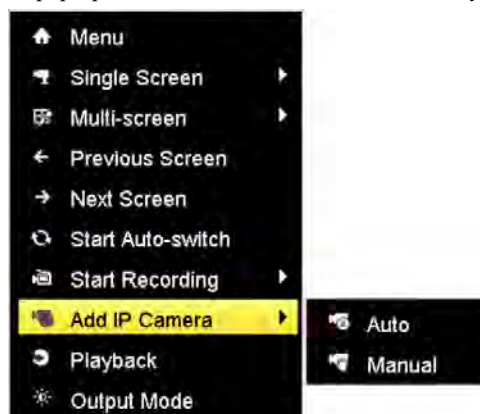 Menu
Single Screen
Multi-screen
Previous Screen
Next Screen
Start Auto-switch
Start Recording
Add IP Camera
Auto
Playback
Manual
Output Mode